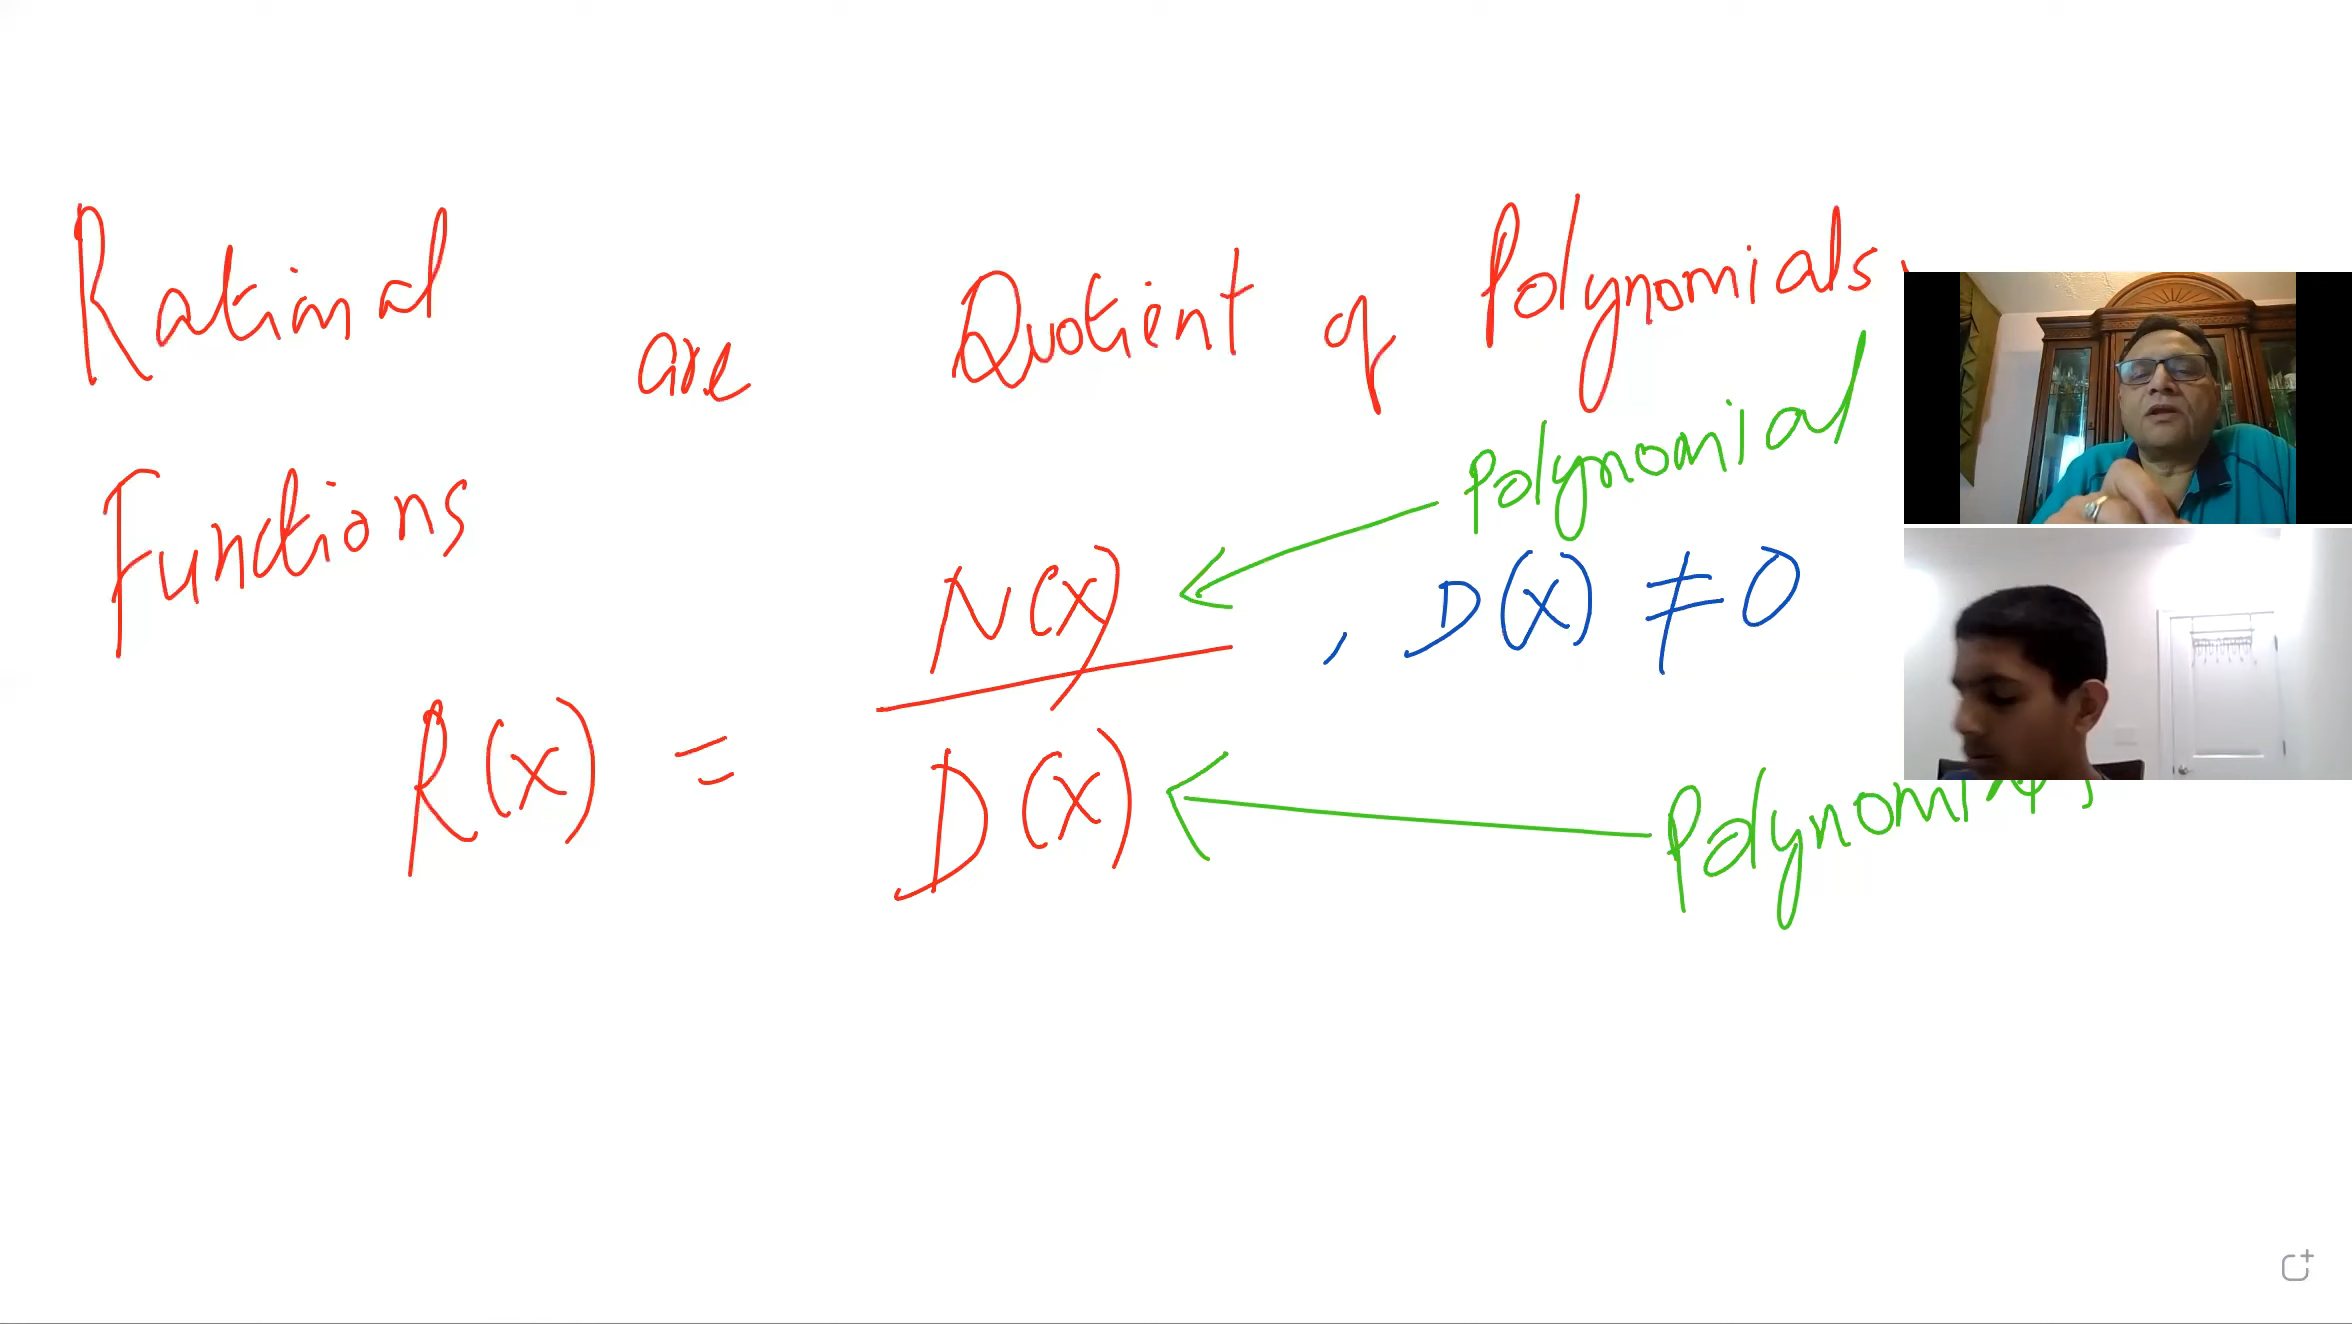 Rational Functions are Quotient of Polynomials.
R(x) = N(x) / D(x) , D(x) ≠ 0
Polynomial